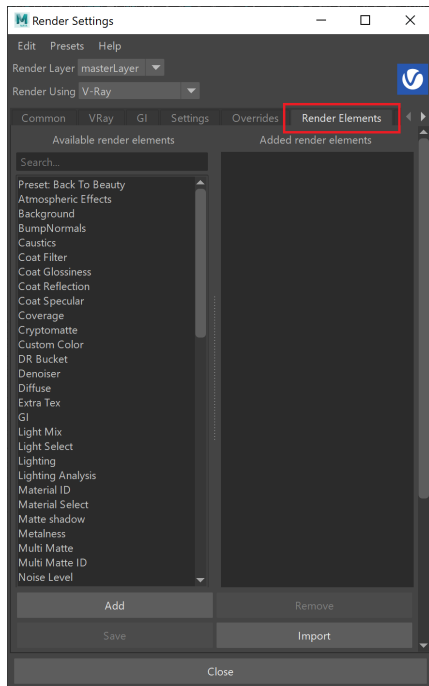 Render Settings
Edit Presets Help
Render Layer masterLayer
Render Using V-Ray
Common VRay GI Settings Overrides Render Elements
Available render elements
Added render elements
Search...
Preset: Back To Beauty
Atmospheric Effects
Background
BumpNormals
Caustics
Coat Filter
Coat Glossiness
Coat Reflection
Coat Specular
Coverage
Cryptomatte
Custom Color
DR Bucket
Denoiser
Diffuse
Extra Tex
GI
Light Mix
Light Select
Lighting
Lighting Analysis
Material ID
Material Select
Matte shadow
Metalness
Multi Matte
Multi Matte ID
Noise Level
Add Remove
Save Import
Close